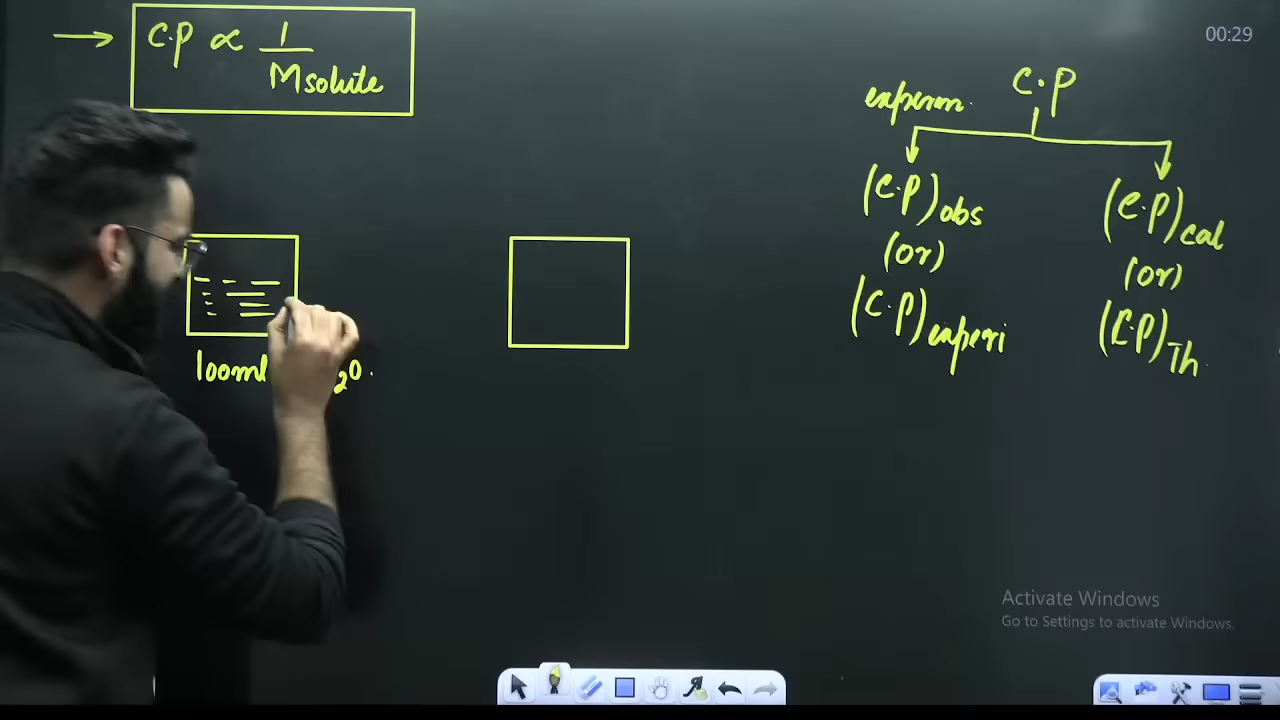 → C.P ∝ 1 / Msolute
100ml
2O.
00:29
C.P
experim.
(C.P)obs
(or)
(C.P)experi
(C.P)cal
(or)
(C.P)Th.
Activate Windows
Go to Settings to activate Windows.